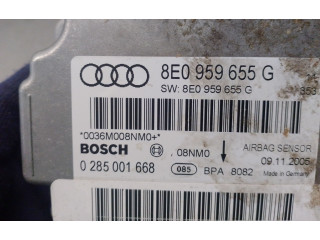 8E0 959 655 G
SW: 8E0 959 655 G
353
*0036M008NM0+*
BOSCH
08NM0
AIRBAG SENSOR
09.11.2005
0 285 001 668
085
BPA 8082
Made in Germany